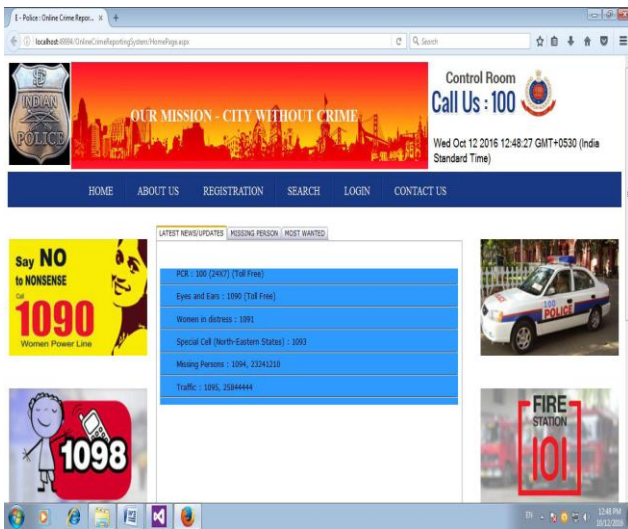 E - Police : Online Crime Repor...
localhost:49894/OnlineCrimeReportingSystem/HomePage.aspx
Search
INDIAN
POLICE
OUR MISSION - CITY WITHOUT CRIME
Control Room
Call Us : 100
Wed Oct 12 2016 12:48:27 GMT+0530 (India
Standard Time)
HOME ABOUT US REGISTRATION SEARCH LOGIN CONTACT US
LATEST NEWS/UPDATES MISSING PERSON MOST WANTED
Say NO
to NONSENSE
Call
1090
Women Power Line
PCR : 100 (24X7) (Toll Free)
Eyes and Ears : 1090 (Toll Free)
Women in distress : 1091
Special Cell (North-Eastern States) : 1093
Missing Persons : 1094, 23241210
Traffic : 1095, 25844444
100
POLICE
1098
FIRE
STATION
101
EN
12:48 PM
10/12/2016